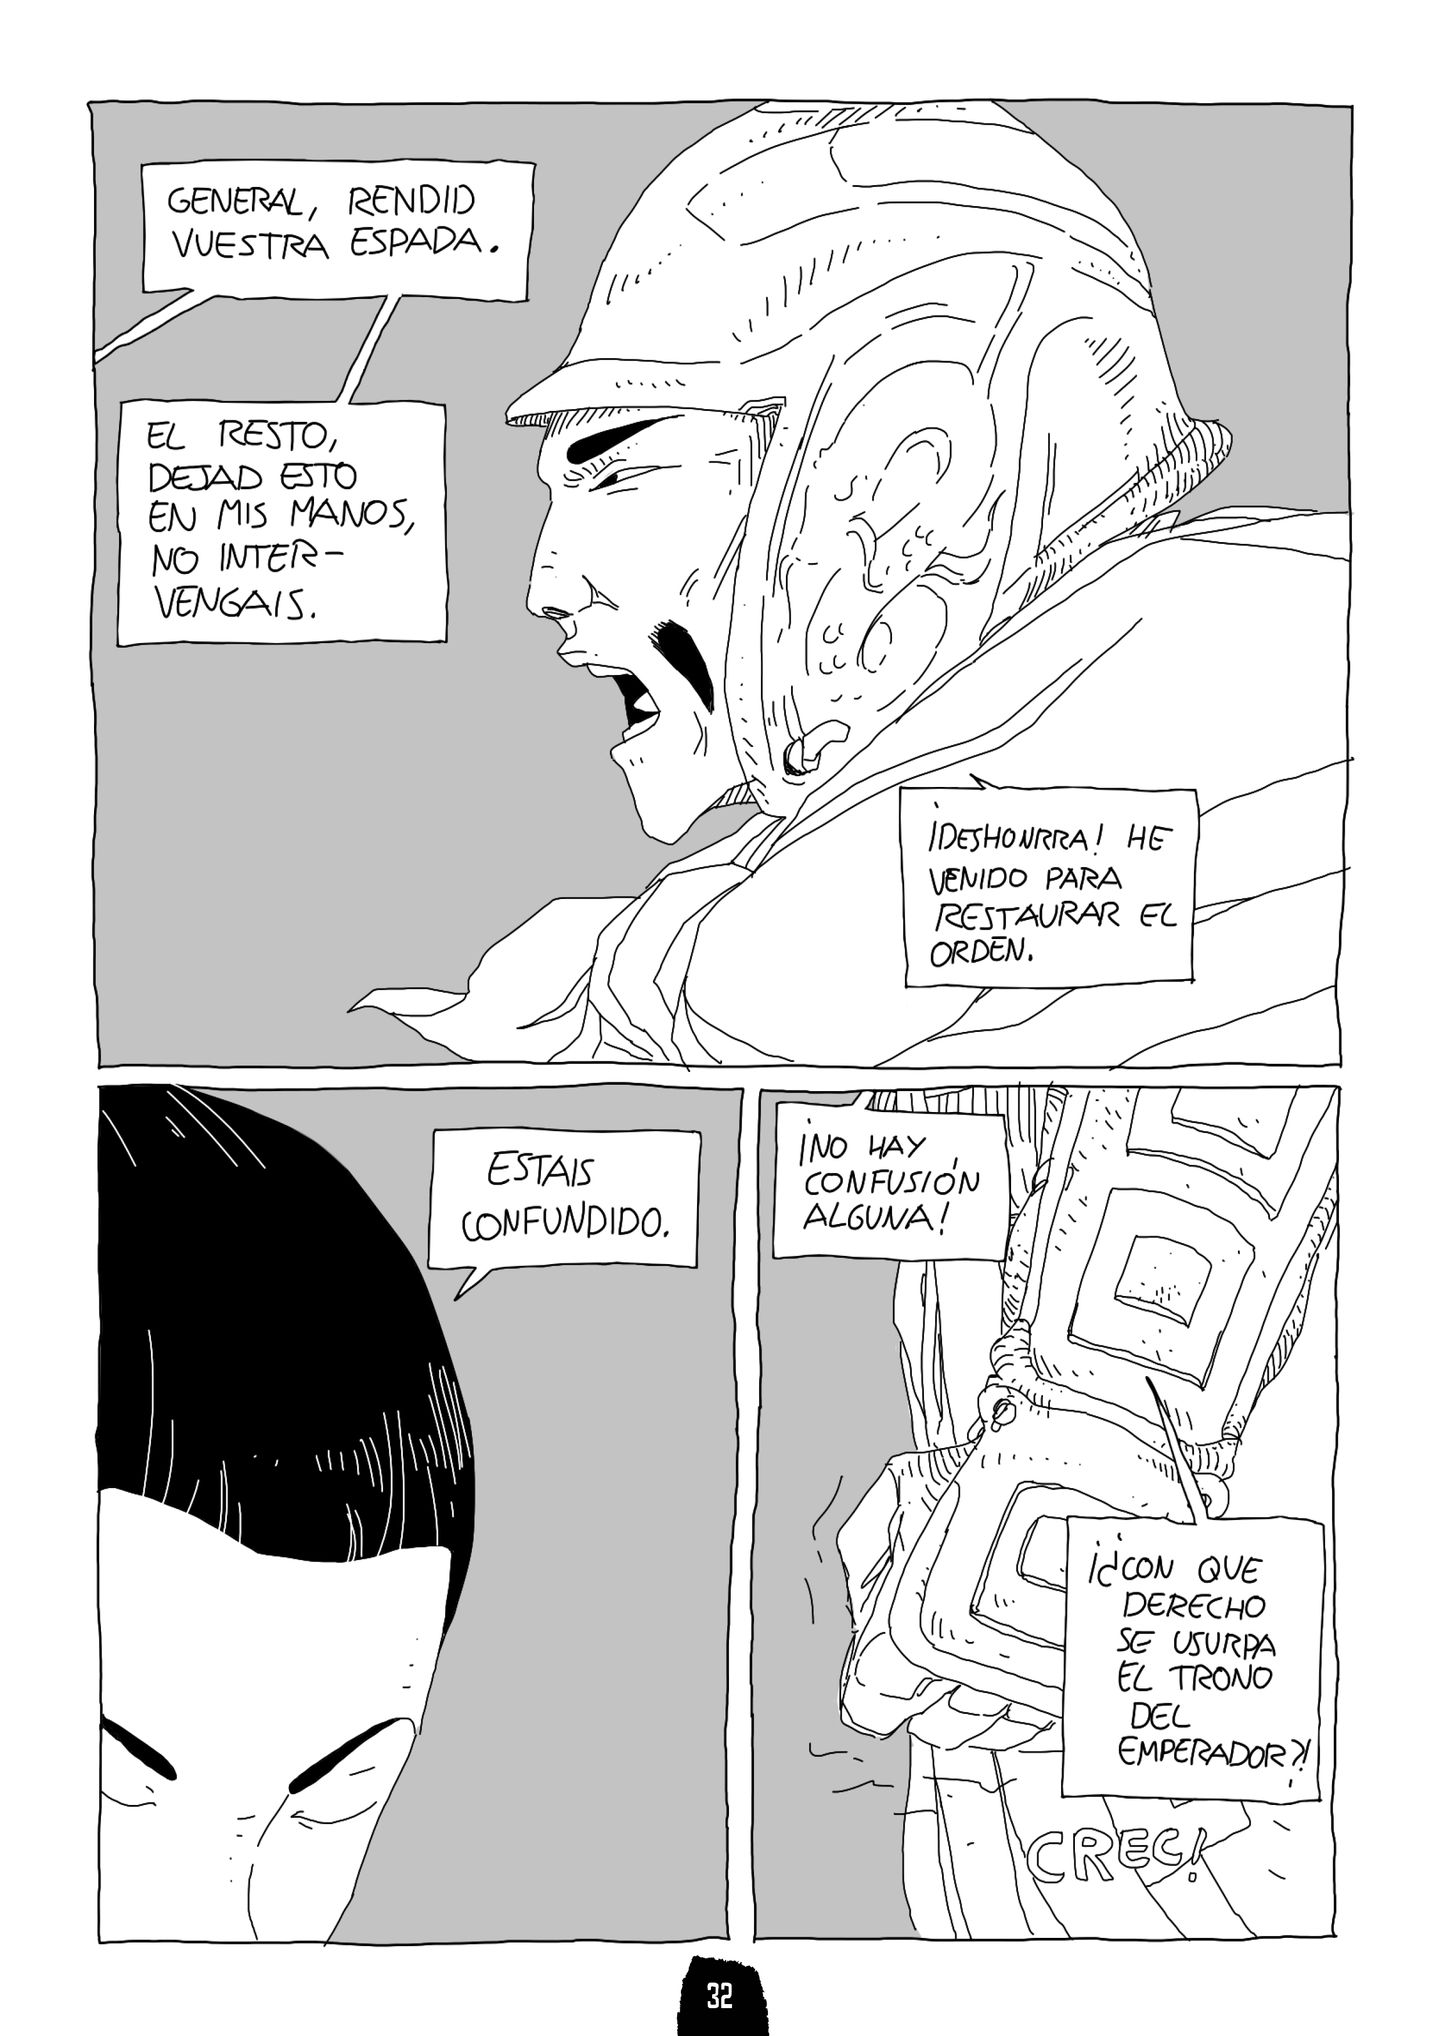 GENERAL, RENDID
VUESTRA ESPADA.
EL RESTO,
DEJAD ESTO
EN MIS MANOS,
NO INTER-
VENGAIS.
¡DESHONRRA! HE
VENIDO PARA
RESTAURAR EL
ORDEN.
ESTAIS
CONFUNDIDO.
¡NO HAY
CONFUSIÓN
ALGUNA!
¡¿CON QUE
DERECHO
SE USURPA
EL TRONO
DEL
EMPERADOR?!
CREC!
32